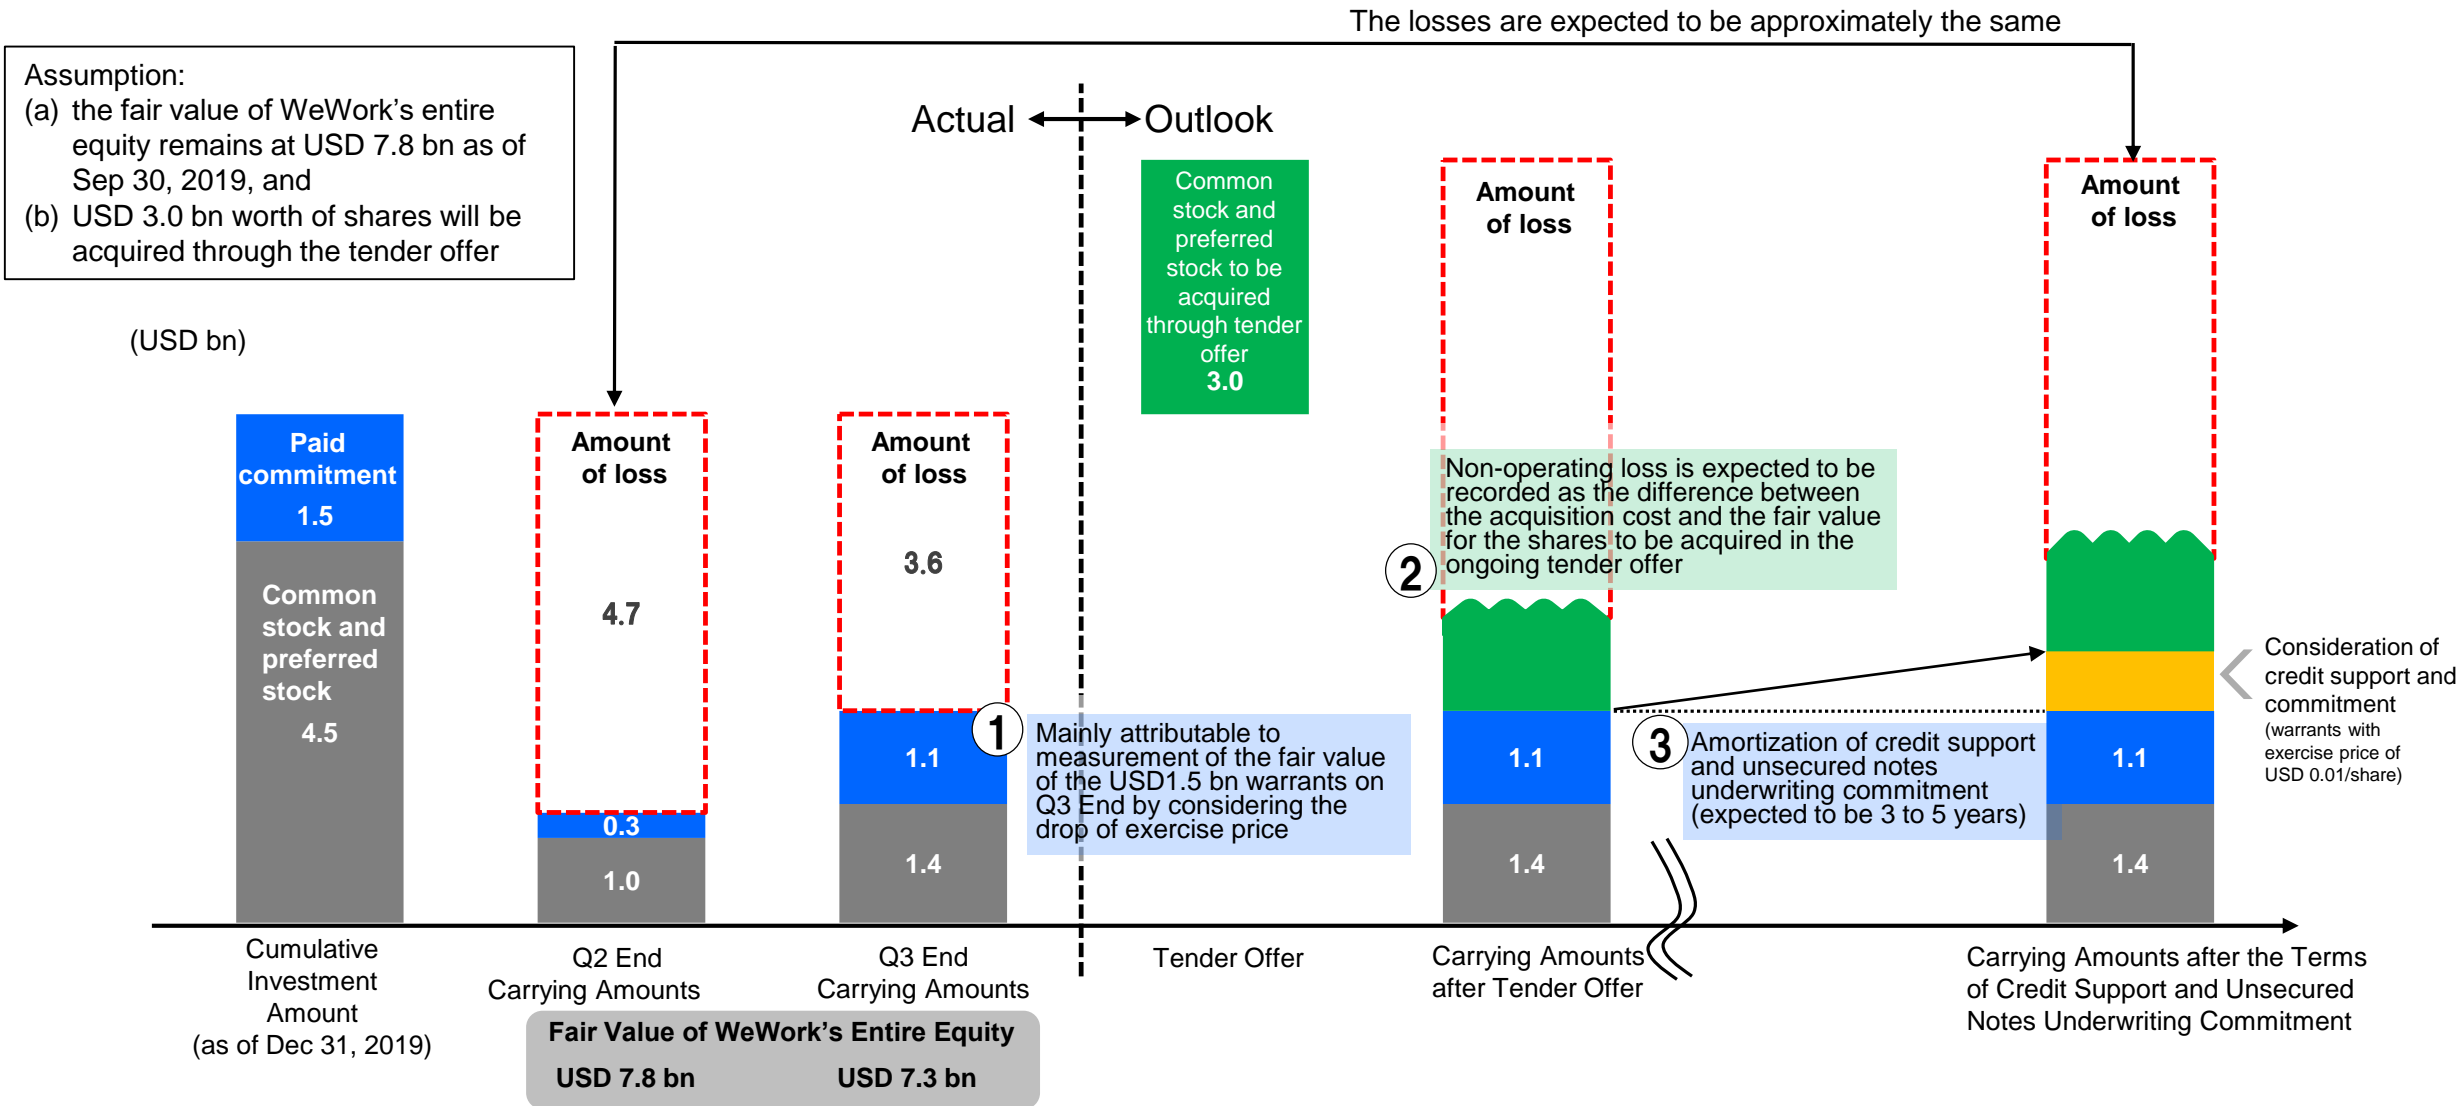 The losses are expected to be approximately the same
Assumption:
(a) the fair value of WeWork's entire
equity remains at USD 7.8 bn as of
Sep 30, 2019, and
(b) USD 3.0 bn worth of shares will be
acquired through the tender offer
(USD bn)
Actual
Outlook
Paid
commitment
1.5
Common
stock and
preferred
stock
4.5
Amount
of loss
4.7
0.3
1.0
Amount
of loss
3.6
1.1
1.4
1
Mainly attributable to
measurement of the fair value
of the USD1.5 bn warrants on
Q3 End by considering the
drop of exercise price
Common
stock and
preferred
stock to be
acquired
through tender
offer
3.0
Amount
of loss
2
Non-operating loss is expected to be
recorded as the difference between
the acquisition cost and the fair value
for the shares to be acquired in the
ongoing tender offer
1.1
1.4
3
Amortization of credit support
and unsecured notes
underwriting commitment
(expected to be 3 to 5 years)
Amount
of loss
1.1
1.4
Consideration of
credit support and
commitment
(warrants with
exercise price of
USD 0.01/share)
Cumulative
Investment
Amount
(as of Dec 31, 2019)
Q2 End
Carrying Amounts
Q3 End
Carrying Amounts
Tender Offer
Carrying Amounts
after Tender Offer
Carrying Amounts after the Terms
of Credit Support and Unsecured
Notes Underwriting Commitment
Fair Value of WeWork's Entire Equity
USD 7.8 bn
USD 7.3 bn